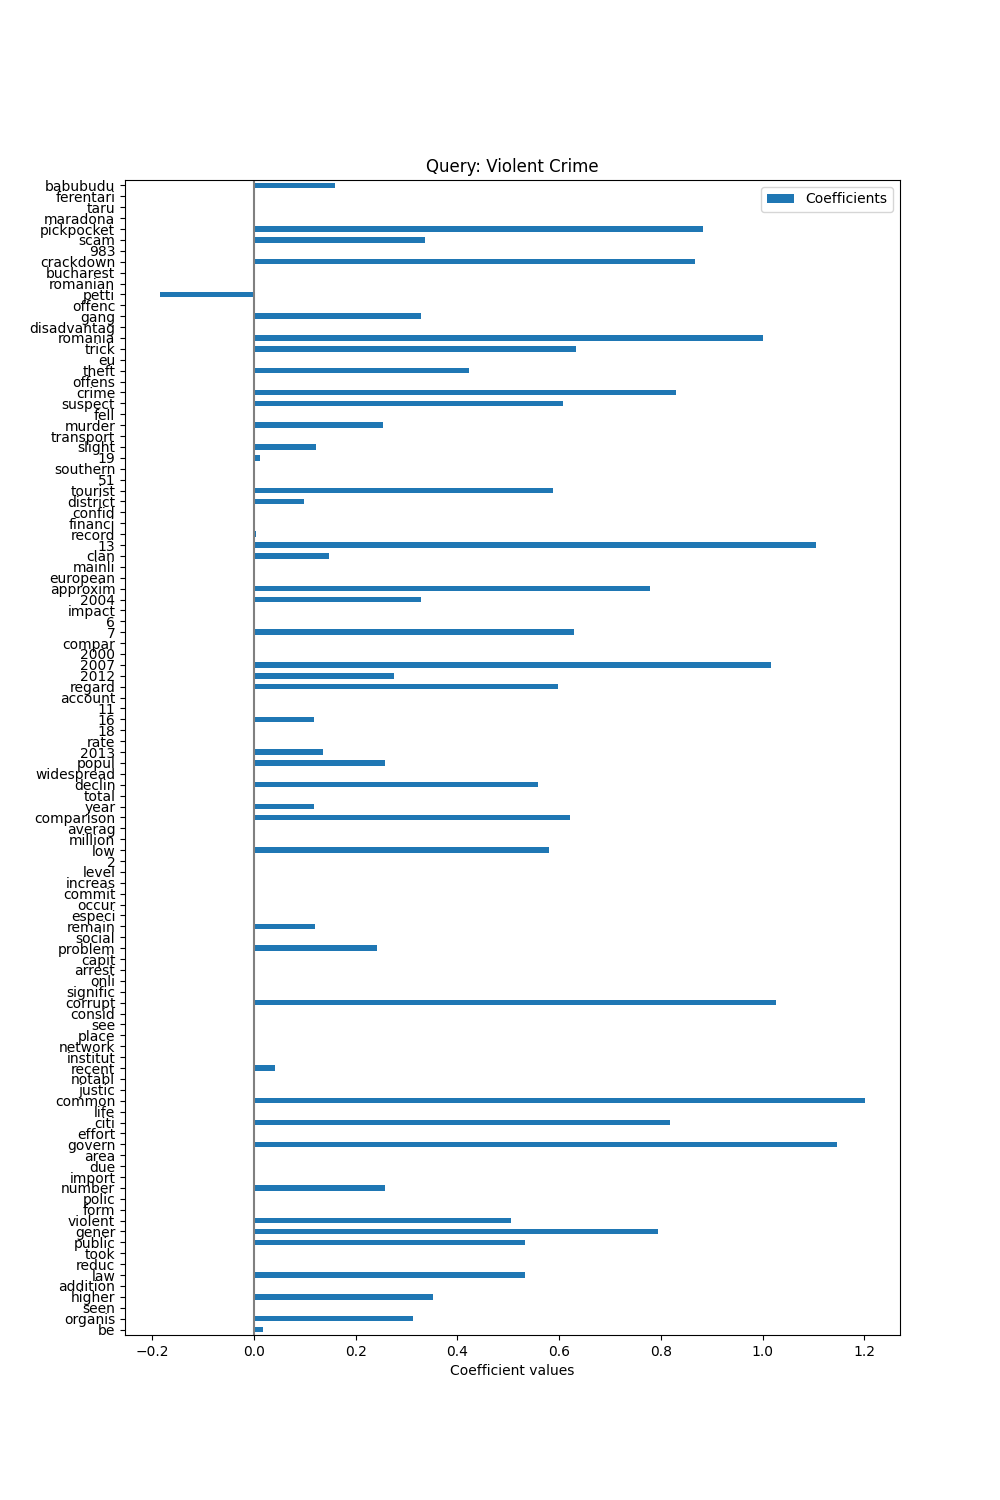 Query: Violent Crime
Coefficients
babubudu
ferentari
taru
maradona
pickpocket
scam
983
crackdown
bucharest
romanian
petti
offenc
gang
disadvantag
romania
trick
eu
theft
offens
crime
suspect
fell
murder
transport
slight
19
southern
51
tourist
district
confid
financi
record
13
clan
mainli
european
approxim
2004
impact
6
7
compar
2000
2007
2012
regard
account
11
16
18
rate
2013
popul
widespread
declin
total
year
comparison
averag
million
low
2
level
increas
commit
occur
especi
remain
social
problem
capit
arrest
onli
signific
corrupt
consid
see
place
network
institut
recent
notabl
justic
common
life
citi
effort
govern
area
due
import
number
polic
form
violent
gener
public
took
reduc
law
addition
higher
seen
organis
be
−0.2 0.0 0.2 0.4 0.6 0.8 1.0 1.2
Coefficient values